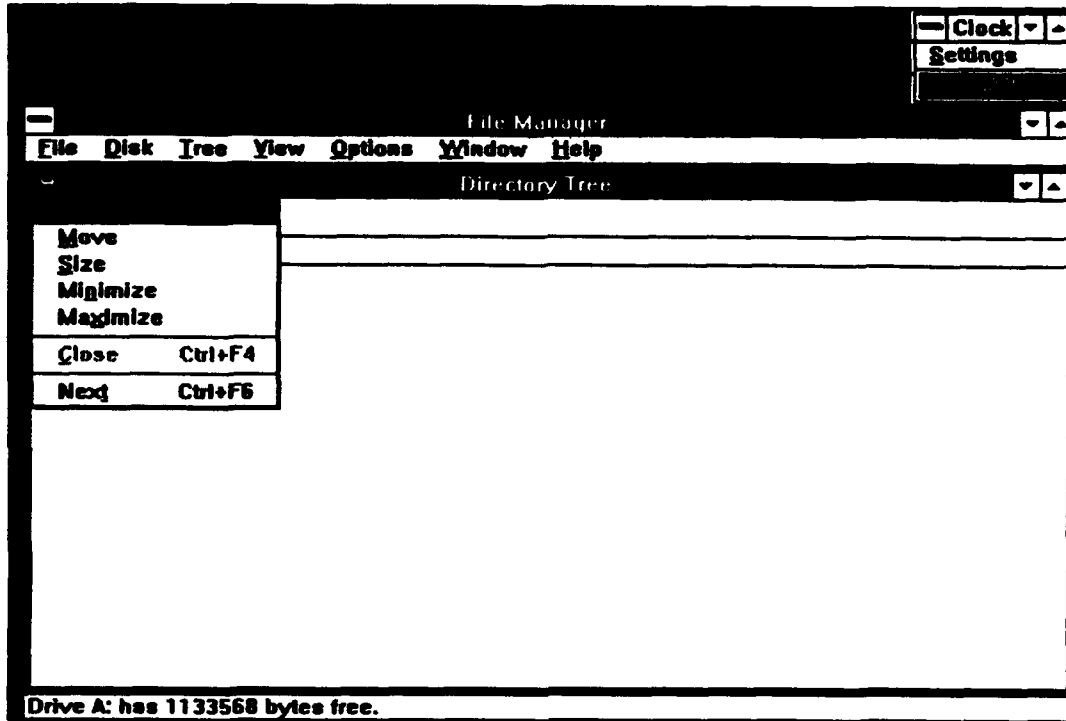 Clock
Settings
File Manager
File Disk Tree View Options Window Help
Directory Tree
Move
Size
Minimize
Maximize
Close Ctrl+F4
Next Ctrl+F6
Drive A: has 1133568 bytes free.